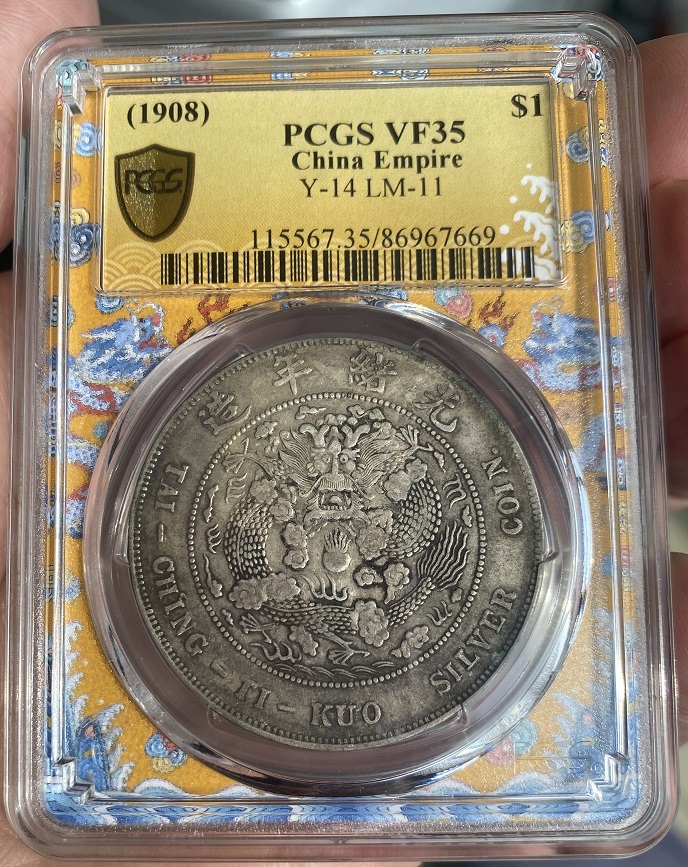 (1908)
$1
PCGS VF35
China Empire
Y-14 LM-11
PCGS
115567.35/86967669
造年緒光
TAI - CHING - TI - KUO SILVER COIN.